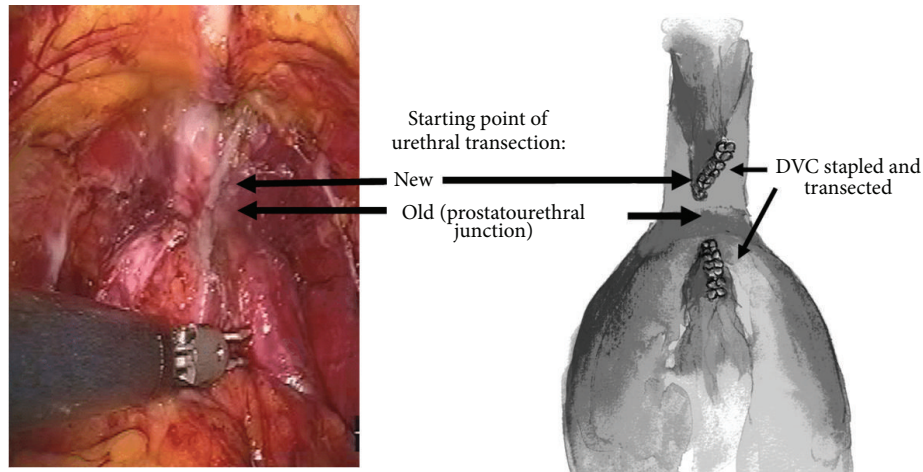 Starting point of
urethral transection:
New
Old (prostatourethral
junction)
DVC stapled and
transected